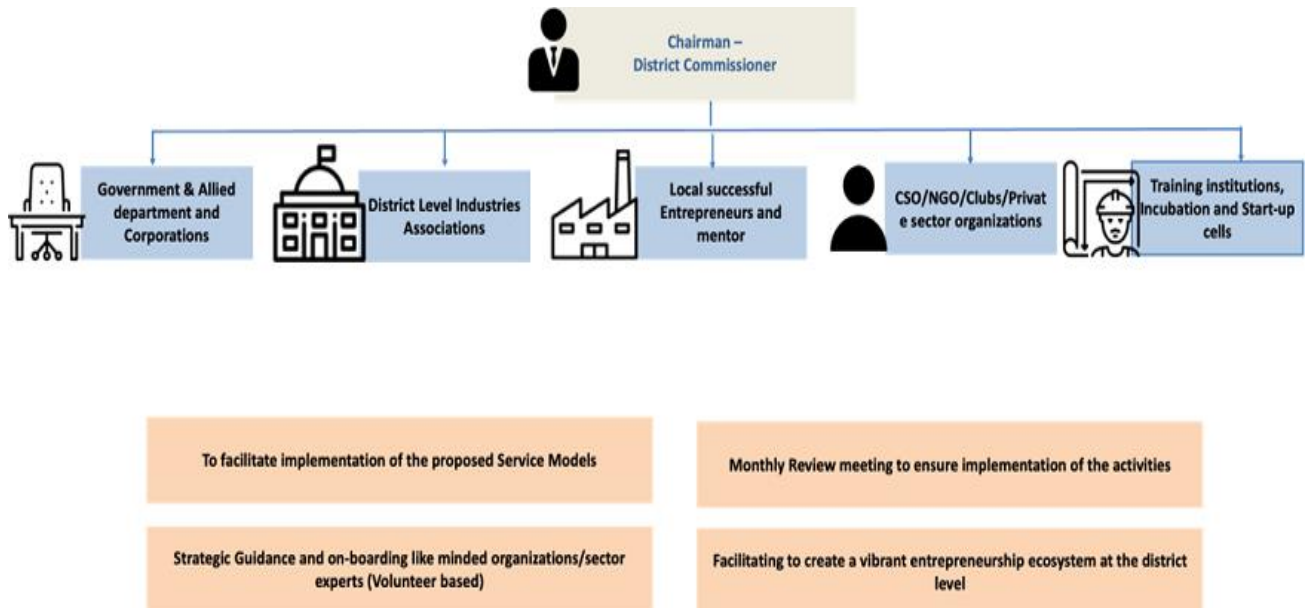 Chairman –
District Commissioner
Government & Allied
department and
Corporations
District Level Industries
Associations
Local successful
Entrepreneurs and
mentor
CSO/NGO/Clubs/Privat
e sector organizations
Training institutions,
Incubation and Start-up
cells
To facilitate implementation of the proposed Service Models
Monthly Review meeting to ensure implementation of the activities
Strategic Guidance and on-boarding like minded organizations/sector
experts (Volunteer based)
Facilitating to create a vibrant entrepreneurship ecosystem at the district
level